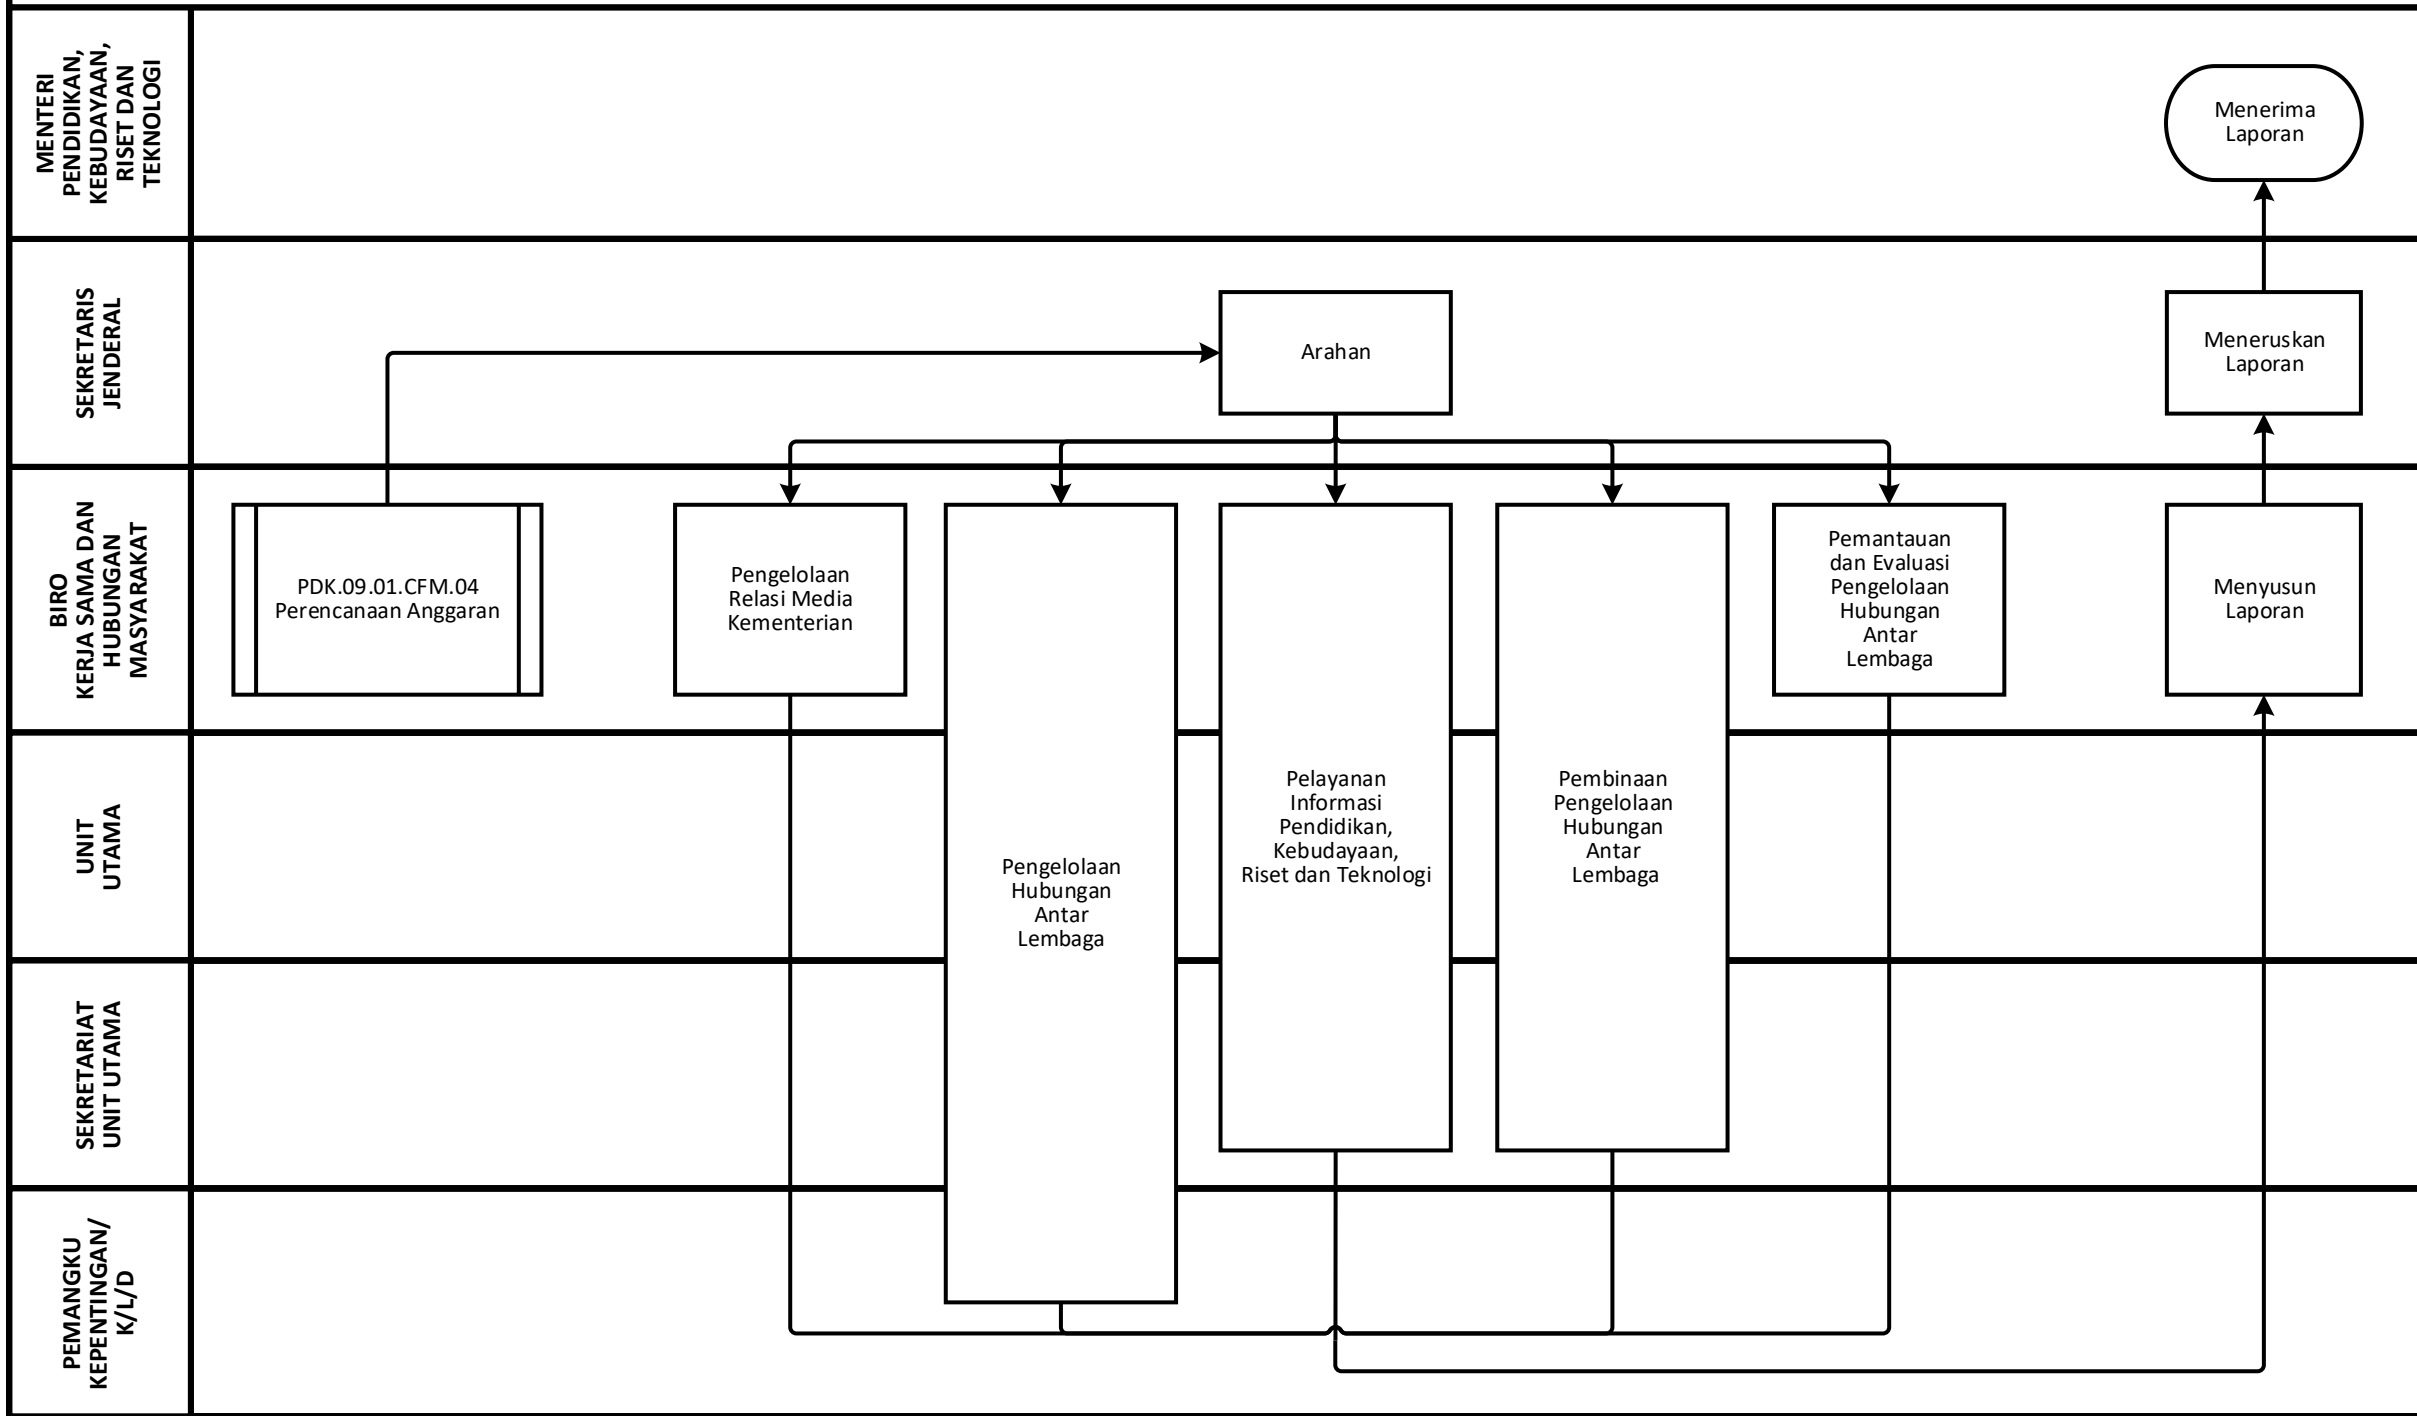 MENTERI
PENDIDIKAN,
KEBUDAYAAN,
RISET DAN
TEKNOLOGI
Menerima
Laporan
SEKRETARIS
JENDERAL
Arahan
Meneruskan
Laporan
BIRO
KERJA SAMA DAN
HUBUNGAN
MASYARAKAT
PDK.09.01.CFM.04
Perencanaan Anggaran
Pengelolaan
Relasi Media
Kementerian
Pemantauan
dan Evaluasi
Pengelolaan
Hubungan
Antar
Lembaga
Menyusun
Laporan
UNIT
UTAMA
Pengelolaan
Hubungan
Antar
Lembaga
Pelayanan
Informasi
Pendidikan,
Kebudayaan,
Riset dan Teknologi
Pembinaan
Pengelolaan
Hubungan
Antar
Lembaga
SEKRETARIAT
UNIT UTAMA
PEMANGKU
KEPENTINGAN/
K/L/D